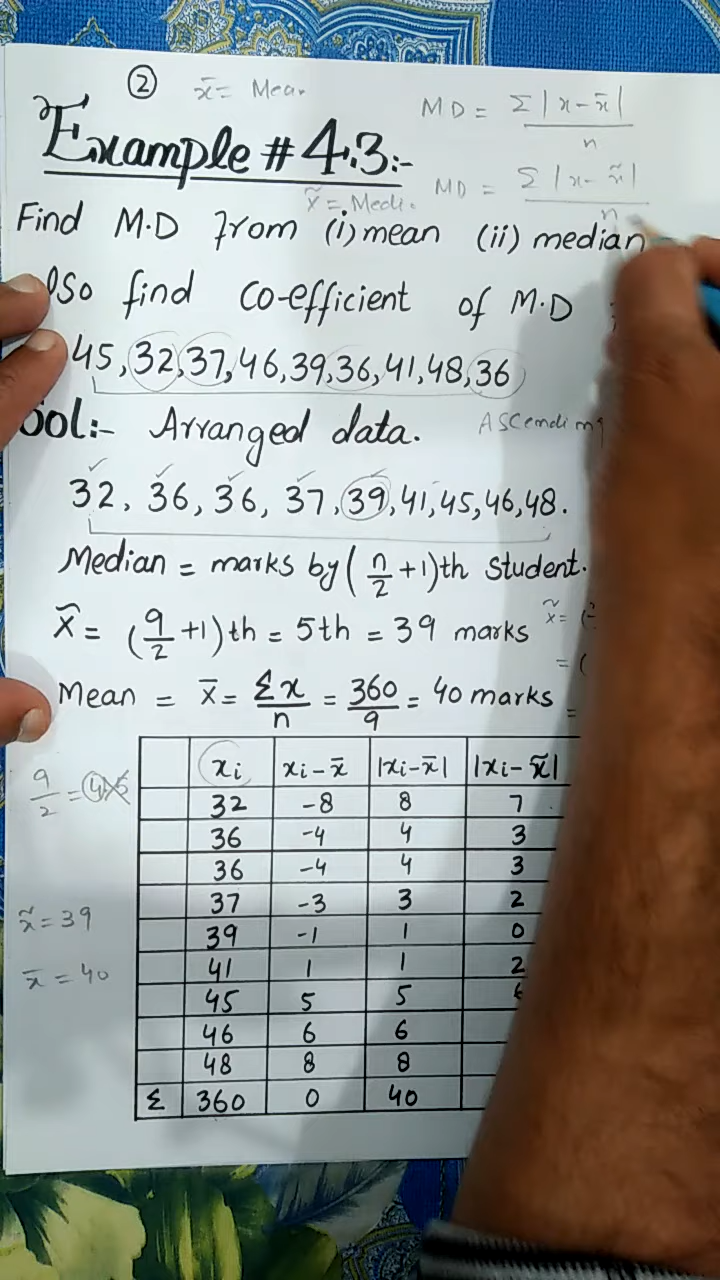 ② x̄ = Mea
MD = Σ|x - x̄| / n
Example # 4.3:-
MD = Σ|x - x̃| / n
x̃ = Medi
Find M.D from (i) mean (ii) median
also find co-efficient of M.D
45, 32, 37, 46, 39, 36, 41, 48, 36
Sol:- Arranged data. Ascending
32, 36, 36, 37, 39, 41, 45, 46, 48.
Median = marks by (n/2 + 1)th student.
x̃ = (9/2 + 1)th = 5th = 39 marks x̃ = (
= (
Mean = x̄ = Σx/n = 360/9 = 40 marks =
xi xi - x̄ |xi - x̄| |xi - x̃|
9/2 = 4.5
32 -8 8 7
36 -4 4 3
36 -4 4 3
37 -3 3 2
x̃ = 39
39 -1 1 0
x̄ = 40
41 1 1 2
45 5 5 6
46 6 6
48 8 8
Σ 360 0 40